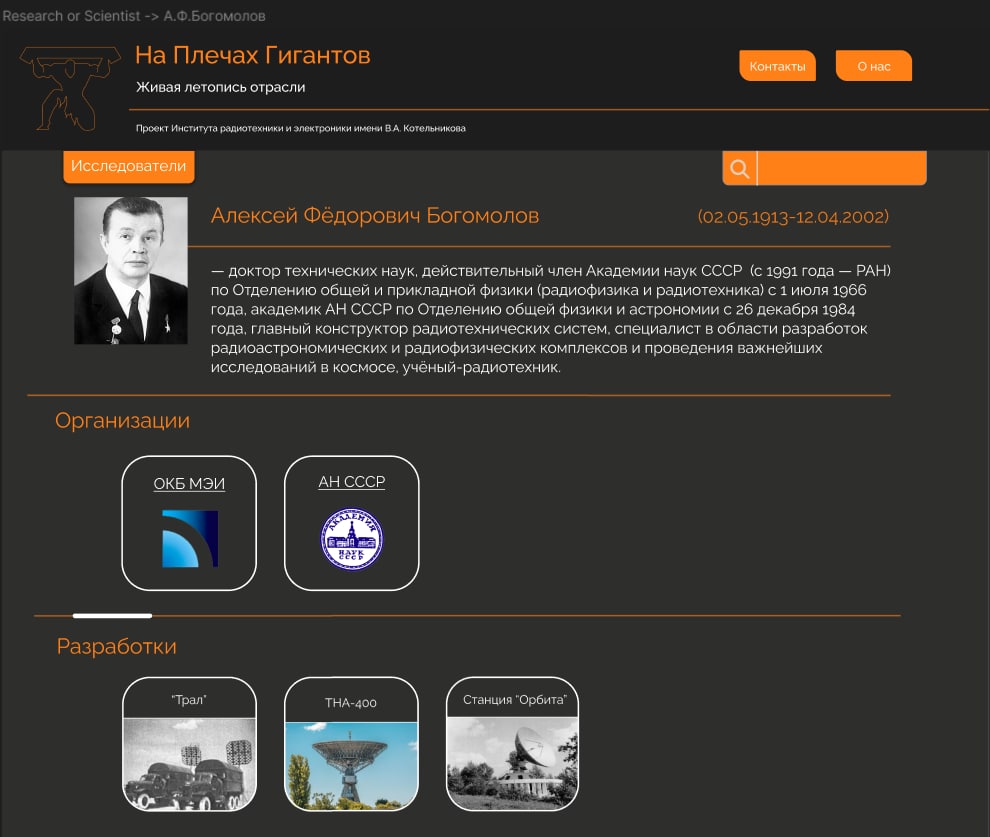 Research or Scientist -> А.Ф.Богомолов
На Плечах Гигантов
Живая летопись отрасли
Контакты
О нас
Проект Института радиотехники и электроники имени В.А. Котельникова
Исследователи
Алексей Фёдорович Богомолов
(02.05.1913-12.04.2002)
— доктор технических наук, действительный член Академии наук СССР (с 1991 года — РАН)
по Отделению общей и прикладной физики (радиофизика и радиотехника) с 1 июля 1966
года, академик АН СССР по Отделению общей физики и астрономии с 26 декабря 1984
года, главный конструктор радиотехнических систем, специалист в области разработок
радиоастрономических и радиофизических комплексов и проведения важнейших
исследований в космосе, учёный-радиотехник.
Организации
ОКБ МЭИ
АН СССР
АКАДЕМИЯ
НАУК
СССР
Разработки
"Трал"
ТНА-400
Станция "Орбита"